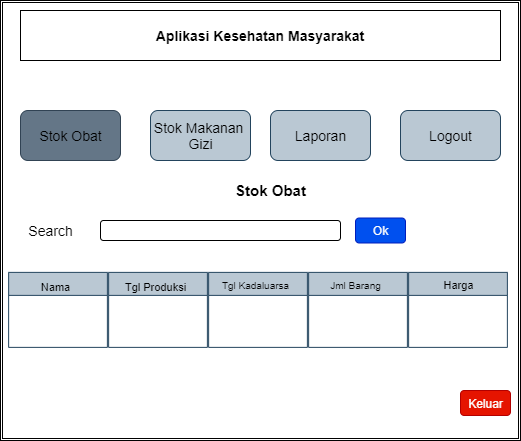 Aplikasi Kesehatan Masyarakat
Stok Obat
Stok Makanan
Gizi
Laporan
Logout
Stok Obat
Search
Ok
Nama
Tgl Produksi
Tgl Kadaluarsa
Jml Barang
Harga
Keluar